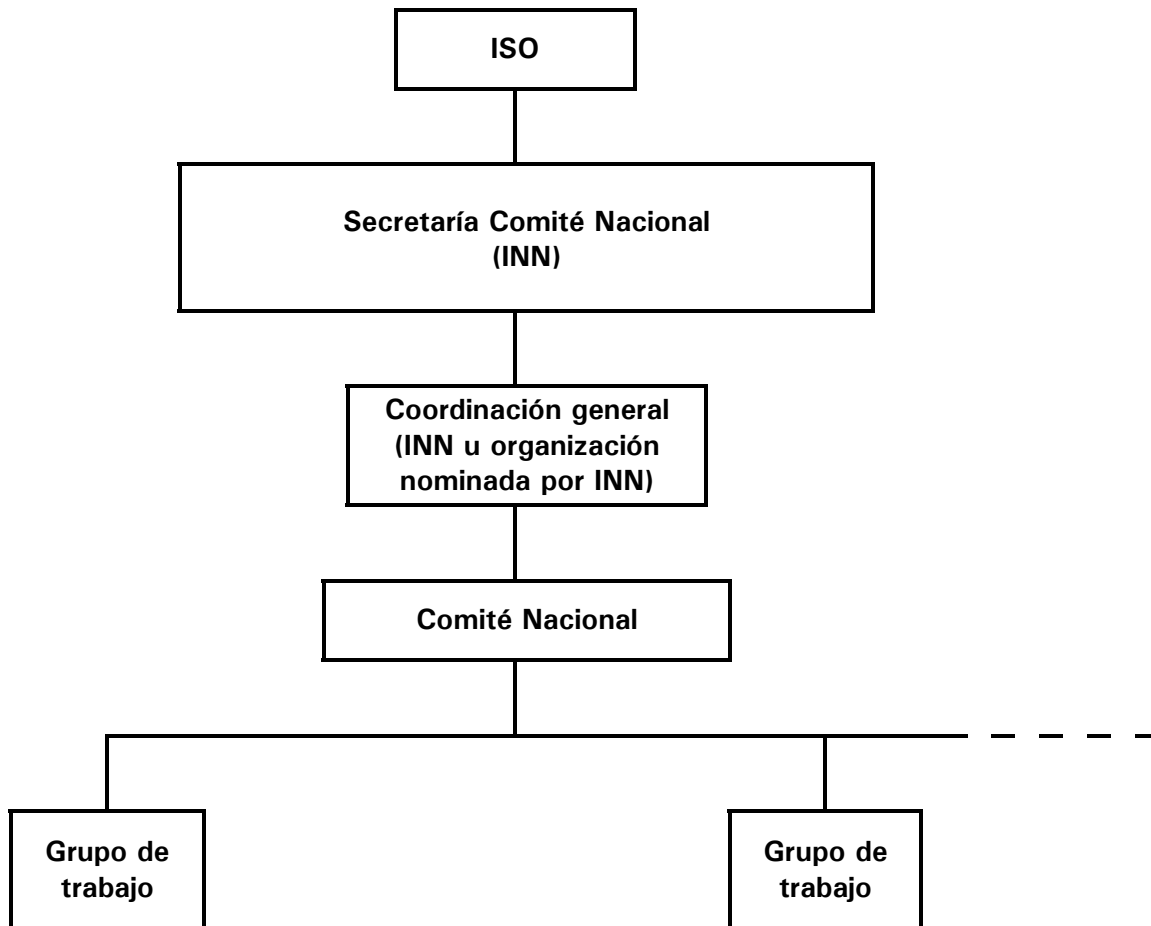 ISO
Secretaría Comité Nacional
(INN)
Coordinación general
(INN u organización
nominada por INN)
Comité Nacional
Grupo de
trabajo
Grupo de
trabajo